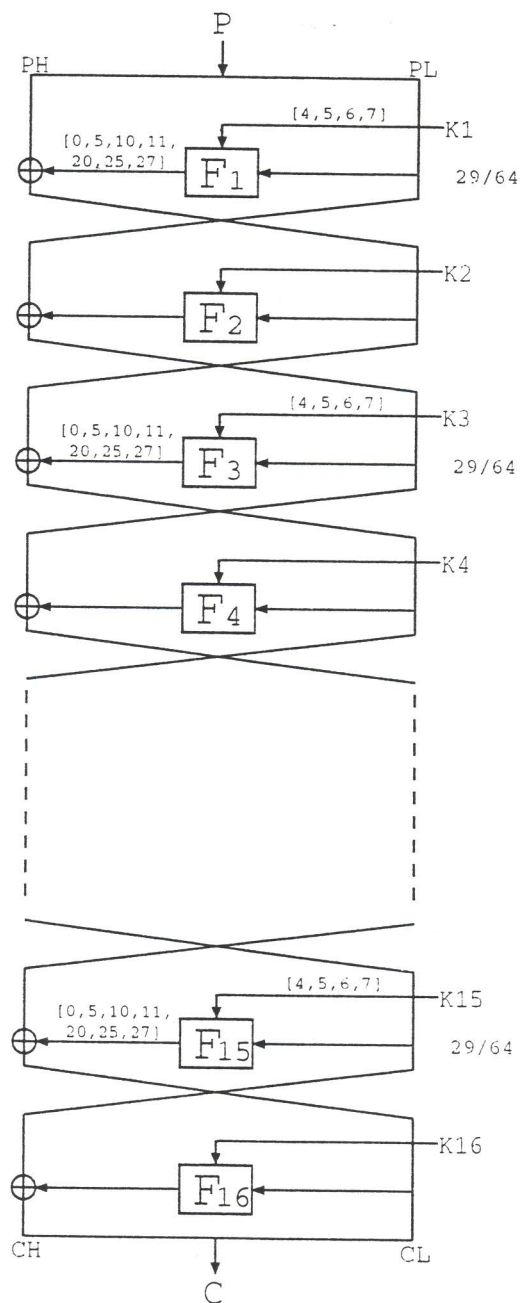 P
PH
PL
[4,5,6,7]
K1
[0,5,10,11,
20,25,27]
F1
29/64
K2
F2
[4,5,6,7]
K3
[0,5,10,11,
20,25,27]
F3
29/64
K4
F4
[4,5,6,7]
K15
[0,5,10,11,
20,25,27]
F15
29/64
K16
F16
CH
CL
C